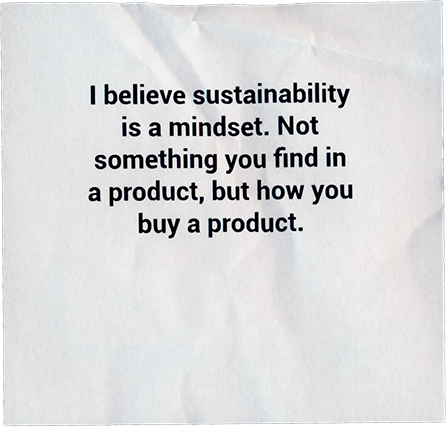 I believe sustainability
is a mindset. Not
something you find in
a product, but how you
buy a product.